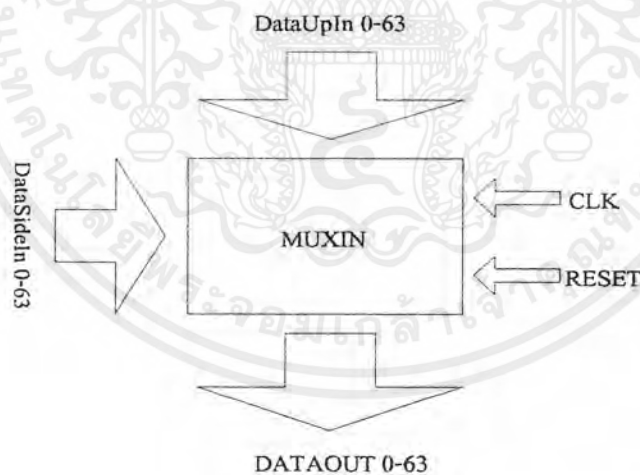 DataUpIn 0-63
DataSideIn 0-63
MUXIN
CLK
RESET
DATAOUT 0-63